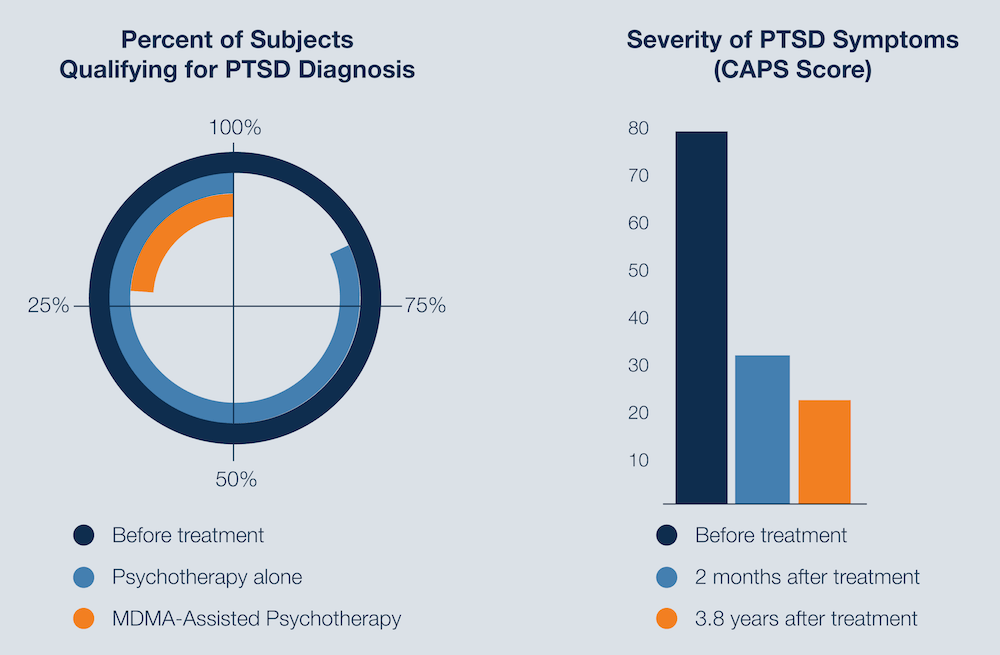 Percent of Subjects
Qualifying for PTSD Diagnosis
100%
25%
75%
50%
Before treatment
Psychotherapy alone
MDMA-Assisted Psychotherapy
Severity of PTSD Symptoms
(CAPS Score)
80
70
60
50
40
30
20
10
Before treatment
2 months after treatment
3.8 years after treatment